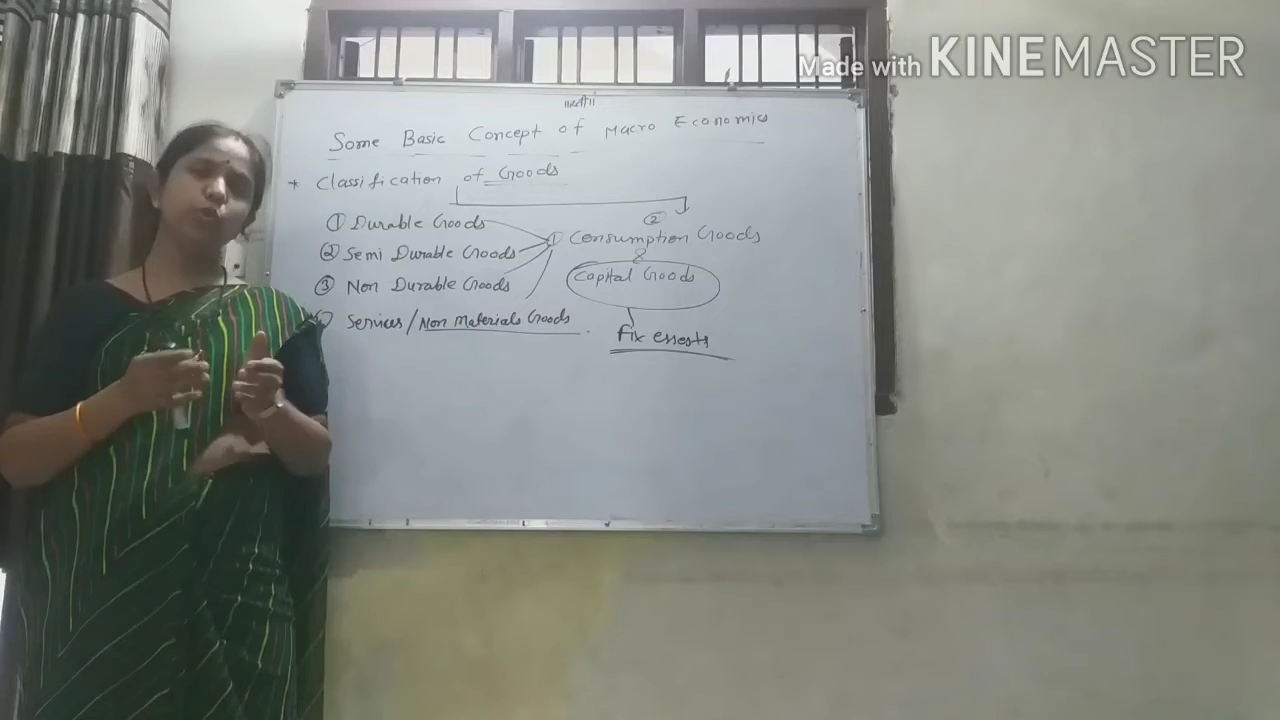 Made with KINEMASTER
Some Basic Concept of Macro Economics
* Classification of Goods
① Durable Goods
② Semi Durable Goods
③ Non Durable Goods
Services/Non Materials Goods
②
① Consumption Goods
&
Capital Goods
Fix essests